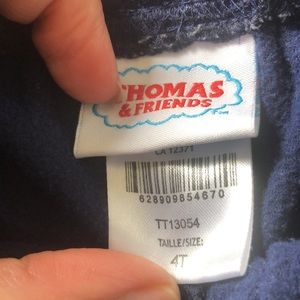 THOMAS
& FRIENDS
CA 12371
628909854670
TT13054
TAILLE/SIZE:
4T